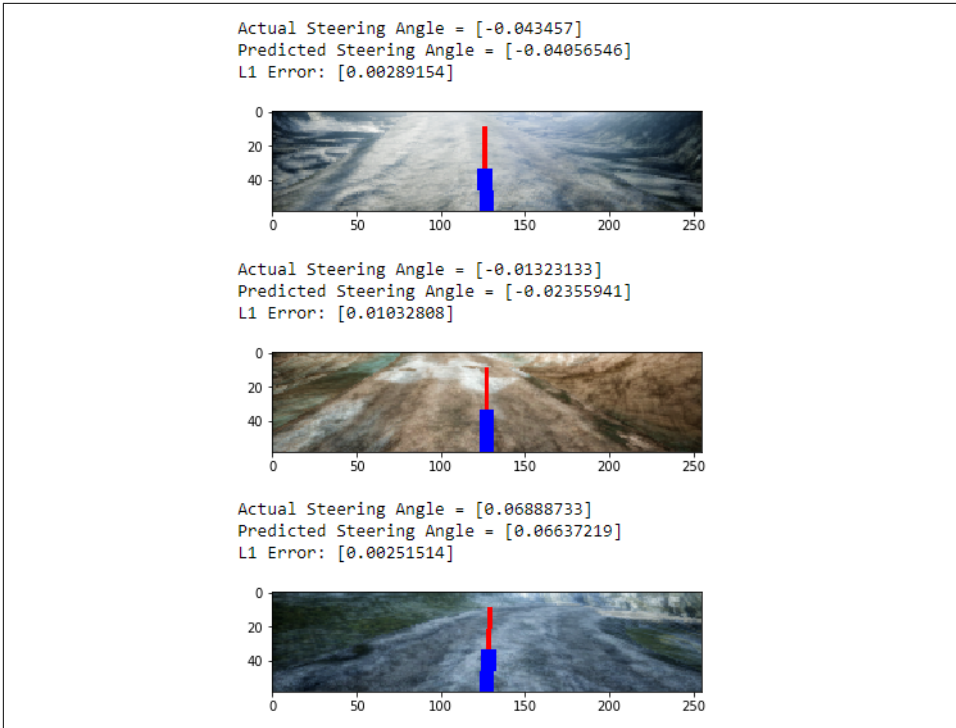 Actual Steering Angle = [-0.043457]
Predicted Steering Angle = [-0.04056546]
L1 Error: [0.00289154]
0
20
40
0 50 100 150 200 250
Actual Steering Angle = [-0.01323133]
Predicted Steering Angle = [-0.02355941]
L1 Error: [0.01032808]
0
20
40
0 50 100 150 200 250
Actual Steering Angle = [0.06888733]
Predicted Steering Angle = [0.06637219]
L1 Error: [0.00251514]
0
20
40
0 50 100 150 200 250